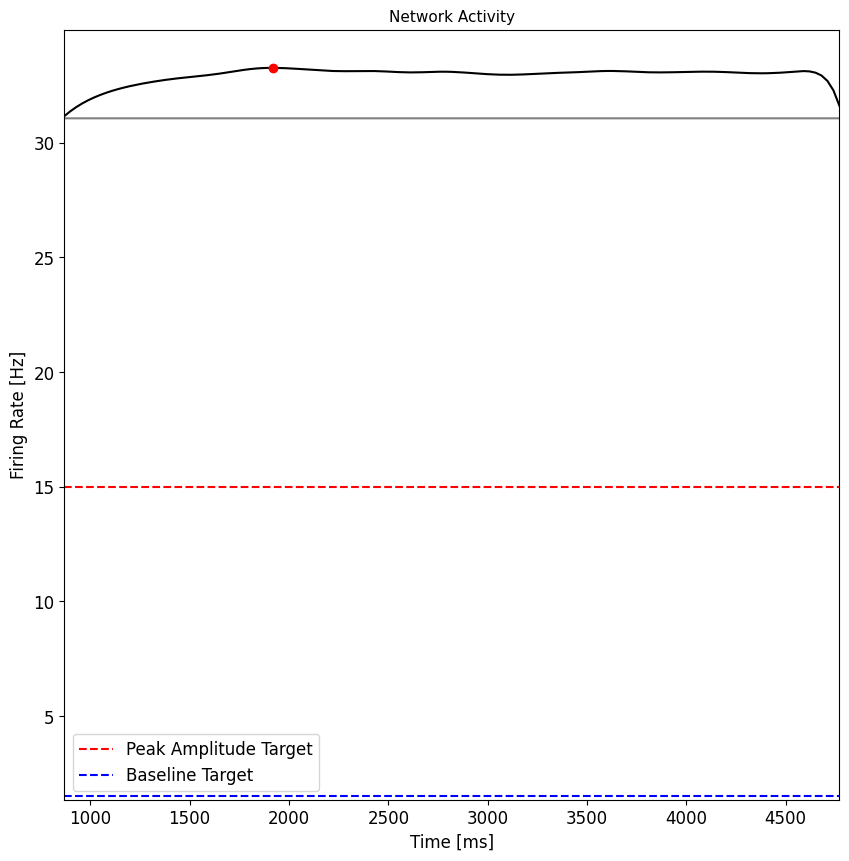 Network Activity
Firing Rate [Hz]
30
25
20
15
10
5
Peak Amplitude Target
Baseline Target
1000 1500 2000 2500 3000 3500 4000 4500
Time [ms]